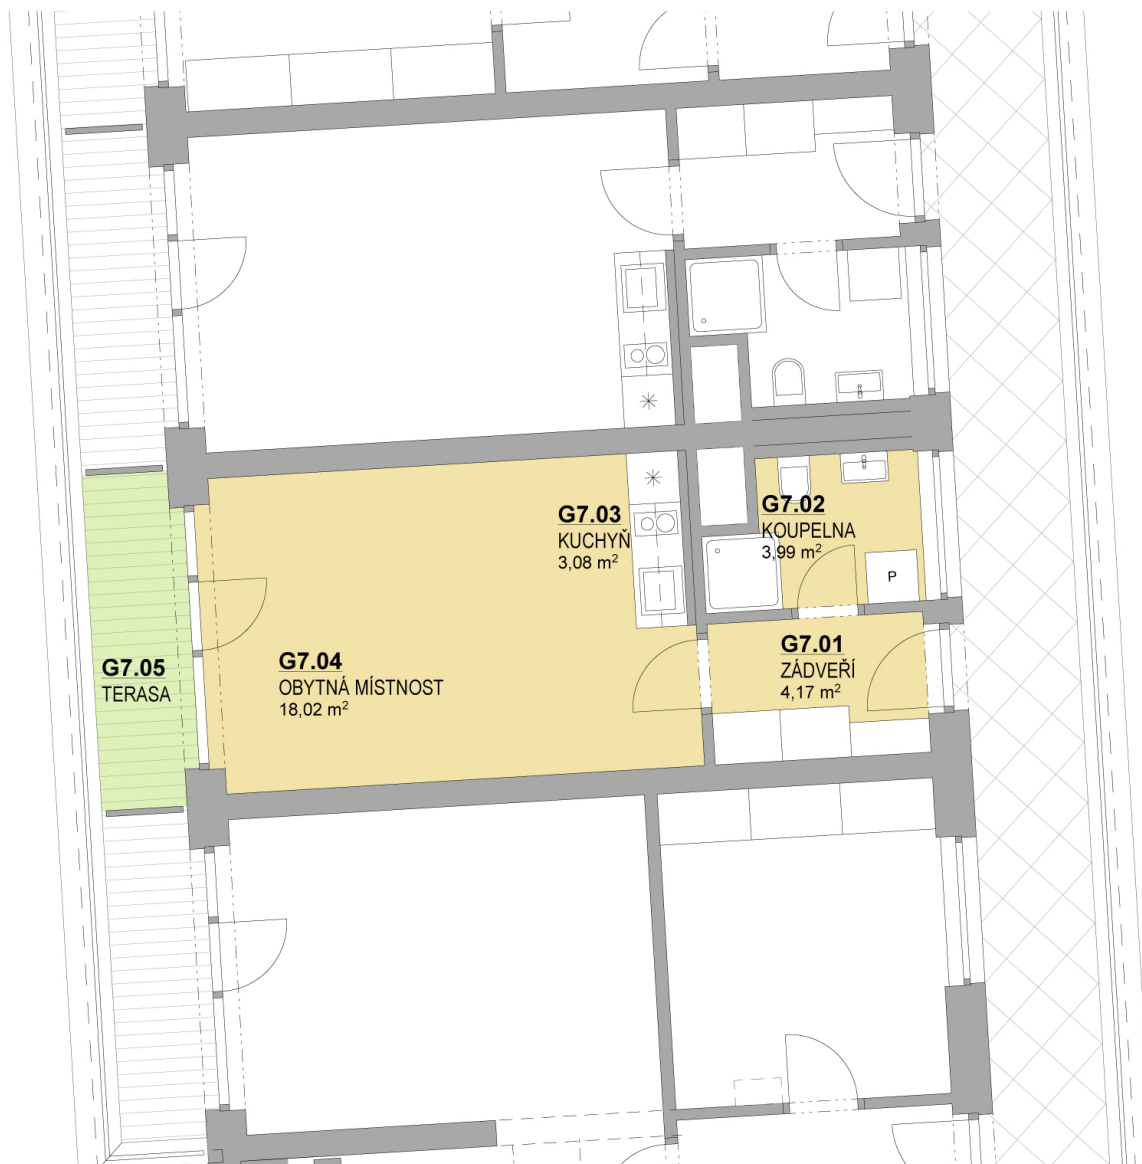 G7.03
KUCHYŇ
3,08 m²
G7.02
KOUPELNA
3,99 m²
P
G7.01
ZÁDVEŘÍ
4,17 m²
G7.04
OBYTNÁ MÍSTNOST
18,02 m²
G7.05
TERASA